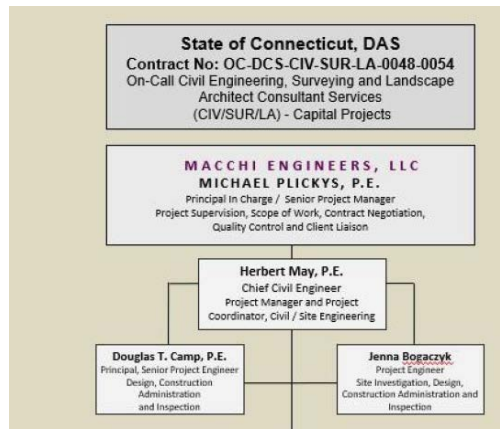 State of Connecticut, DAS
Contract No: OC-DCS-CIV-SUR-LA-0048-0054
On-Call Civil Engineering, Surveying and Landscape
Architect Consultant Services
(CIV/SUR/LA) - Capital Projects
MACCHI ENGINEERS, LLC
MICHAEL PLICKYS, P.E.
Principal In Charge / Senior Project Manager
Project Supervision, Scope of Work, Contract Negotiation,
Quality Control and Client Liaison
Herbert May, P.E.
Chief Civil Engineer
Project Manager and Project
Coordinator, Civil / Site Engineering
Douglas T. Camp, P.E.
Principal, Senior Project Engineer
Design, Construction
Administration
and Inspection
Jenna Bogaczyk
Project Engineer
Site Investigation, Design,
Construction Administration and
Inspection